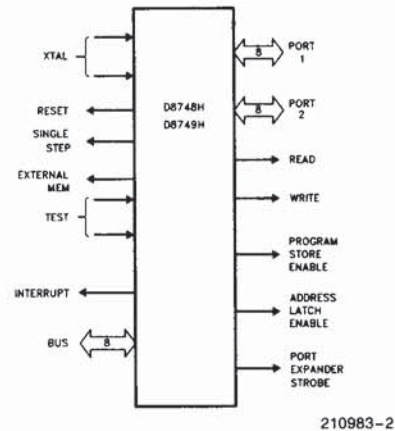 XTAL
RESET
SINGLE
STEP
EXTERNAL
MEM
TEST
INTERRUPT
BUS
8
D8748H
D8749H
8
PORT
1
8
PORT
2
READ
WRITE
PROGRAM
STORE
ENABLE
ADDRESS
LATCH
ENABLE
PORT
EXPANDER
STROBE
210983-2